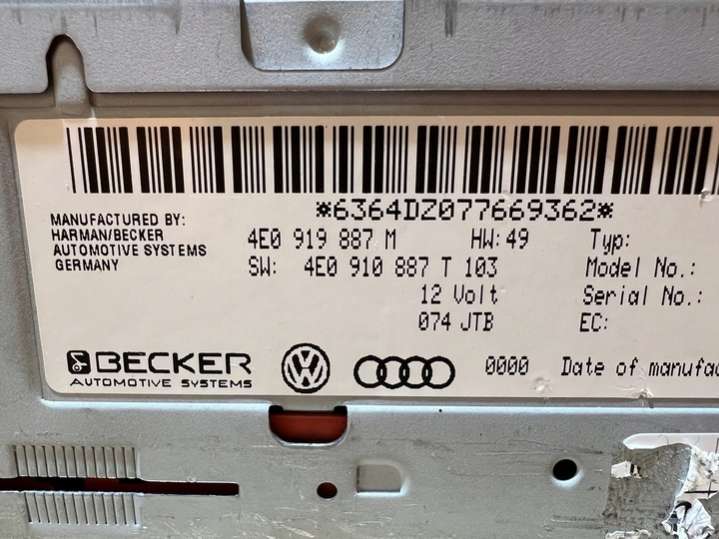 *6364DZ077669362*
MANUFACTURED BY:
HARMAN/BECKER
AUTOMOTIVE SYSTEMS
GERMANY
4E0 919 887 M HW: 49 Typ:
SW: 4E0 910 887 T 103 Model No.:
12 Volt Serial No.:
074 JTB EC:
BECKER
AUTOMOTIVE SYSTEMS
VW
0000 Date of manufac